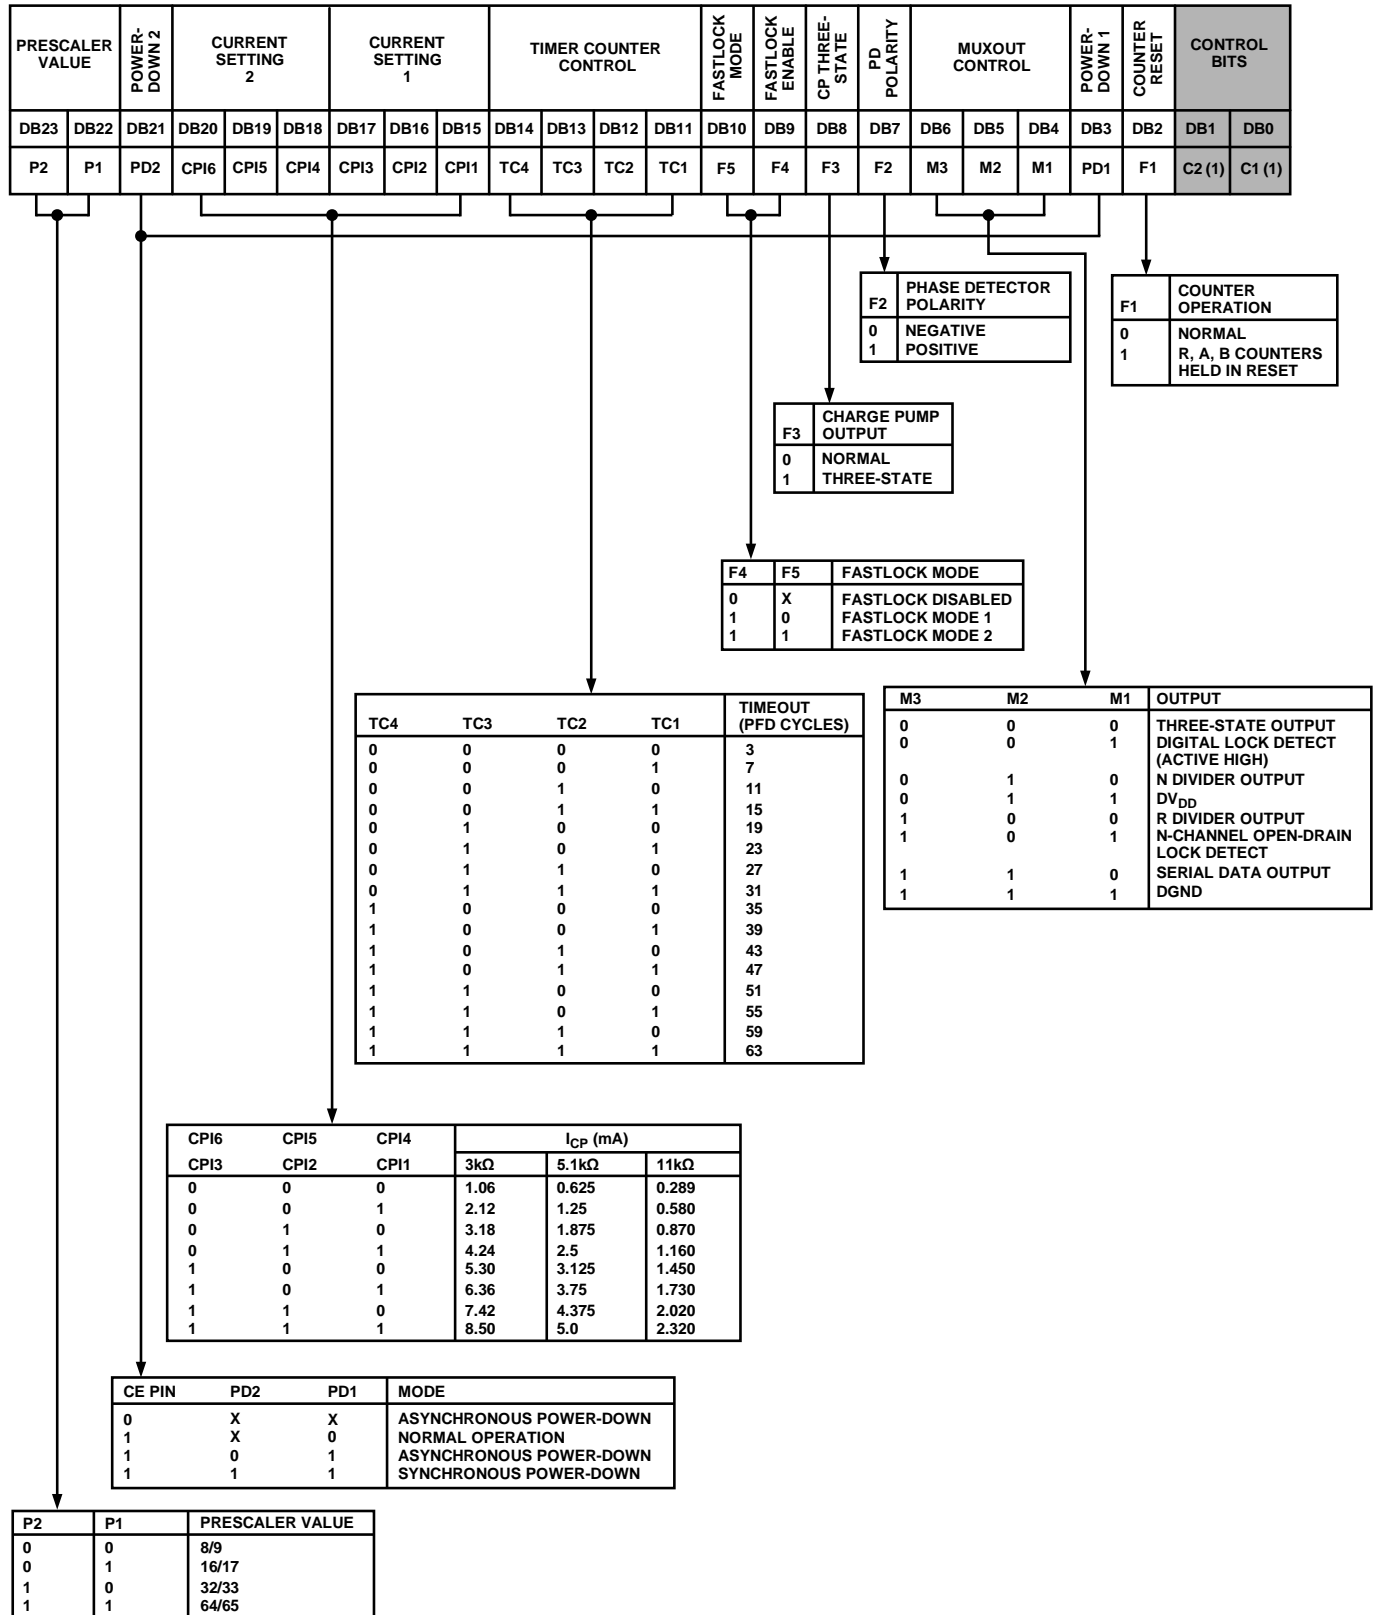 PRESCALER VALUE POWER-DOWN 2 CURRENT SETTING 2 CURRENT SETTING 1 TIMER COUNTER CONTROL FASTLOCK MODE FASTLOCK ENABLE CP THREE-STATE PD POLARITY MUXOUT CONTROL POWER-DOWN 1 COUNTER RESET CONTROL BITS
DB23 DB22 DB21 DB20 DB19 DB18 DB17 DB16 DB15 DB14 DB13 DB12 DB11 DB10 DB9 DB8 DB7 DB6 DB5 DB4 DB3 DB2 DB1 DB0
P2 P1 PD2 CPI6 CPI5 CPI4 CPI3 CPI2 CPI1 TC4 TC3 TC2 TC1 F5 F4 F3 F2 M3 M2 M1 PD1 F1 C2 (1) C1 (1)
PHASE DETECTOR
F2 POLARITY
0 NEGATIVE
1 POSITIVE
COUNTER
F1 OPERATION
0 NORMAL
1 R, A, B COUNTERS
HELD IN RESET
CHARGE PUMP
F3 OUTPUT
0 NORMAL
1 THREE-STATE
F4 F5 FASTLOCK MODE
0 X FASTLOCK DISABLED
1 0 FASTLOCK MODE 1
1 1 FASTLOCK MODE 2
TIMEOUT
TC4 TC3 TC2 TC1 (PFD CYCLES)
0 0 0 0 3
0 0 0 1 7
0 0 1 0 11
0 0 1 1 15
0 1 0 0 19
0 1 0 1 23
0 1 1 0 27
0 1 1 1 31
1 0 0 0 35
1 0 0 1 39
1 0 1 0 43
1 0 1 1 47
1 1 0 0 51
1 1 0 1 55
1 1 1 0 59
1 1 1 1 63
M3 M2 M1 OUTPUT
0 0 0 THREE-STATE OUTPUT
0 0 1 DIGITAL LOCK DETECT
(ACTIVE HIGH)
0 1 0 N DIVIDER OUTPUT
0 1 1 DVDD
1 0 0 R DIVIDER OUTPUT
1 0 1 N-CHANNEL OPEN-DRAIN
LOCK DETECT
1 1 0 SERIAL DATA OUTPUT
1 1 1 DGND
CPI6 CPI5 CPI4 ICP (mA)
CPI3 CPI2 CPI1 3kΩ 5.1kΩ 11kΩ
0 0 0 1.06 0.625 0.289
0 0 1 2.12 1.25 0.580
0 1 0 3.18 1.875 0.870
0 1 1 4.24 2.5 1.160
1 0 0 5.30 3.125 1.450
1 0 1 6.36 3.75 1.730
1 1 0 7.42 4.375 2.020
1 1 1 8.50 5.0 2.320
CE PIN PD2 PD1 MODE
0 X X ASYNCHRONOUS POWER-DOWN
1 X 0 NORMAL OPERATION
1 0 1 ASYNCHRONOUS POWER-DOWN
1 1 1 SYNCHRONOUS POWER-DOWN
P2 P1 PRESCALER VALUE
0 0 8/9
0 1 16/17
1 0 32/33
1 1 64/65